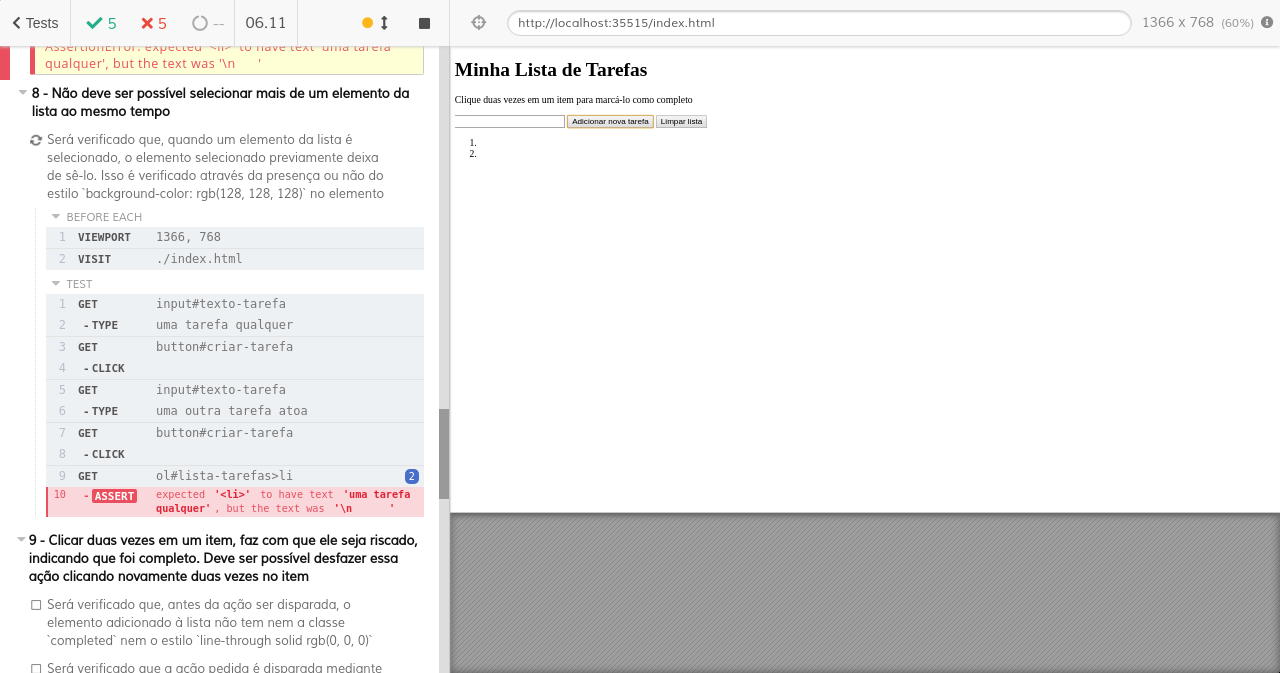 Tests 5 5 -- 06.11 http://localhost:35515/index.html 1366 x 768 (60%)
AssertionError: expected '<li>' to have text 'uma tarefa
qualquer', but the text was '\n '
8 - Não deve ser possível selecionar mais de um elemento da
lista ao mesmo tempo
Será verificado que, quando um elemento da lista é
selecionado, o elemento selecionado previamente deixa
de sê-lo. Isso é verificado através da presença ou não do
estilo `background-color: rgb(128, 128, 128)` no elemento
BEFORE EACH
1 VIEWPORT 1366, 768
2 VISIT ./index.html
TEST
1 GET input#texto-tarefa
2 - TYPE uma tarefa qualquer
3 GET button#criar-tarefa
4 - CLICK
5 GET input#texto-tarefa
6 - TYPE uma outra tarefa atoa
7 GET button#criar-tarefa
8 - CLICK
9 GET ol#lista-tarefas>li 2
10 - ASSERT expected '<li>' to have text 'uma tarefa
qualquer', but the text was '\n '
9 - Clicar duas vezes em um item, faz com que ele seja riscado,
indicando que foi completo. Deve ser possível desfazer essa
ação clicando novamente duas vezes no item
Será verificado que, antes da ação ser disparada, o
elemento adicionado à lista não tem nem a classe
`completed` nem o estilo `line-through solid rgb(0, 0, 0)`
Será verificado que a ação pedida é disparada mediante
Minha Lista de Tarefas
Clique duas vezes em um item para marcá-lo como completo
Adicionar nova tarefa Limpar lista
1.
2.